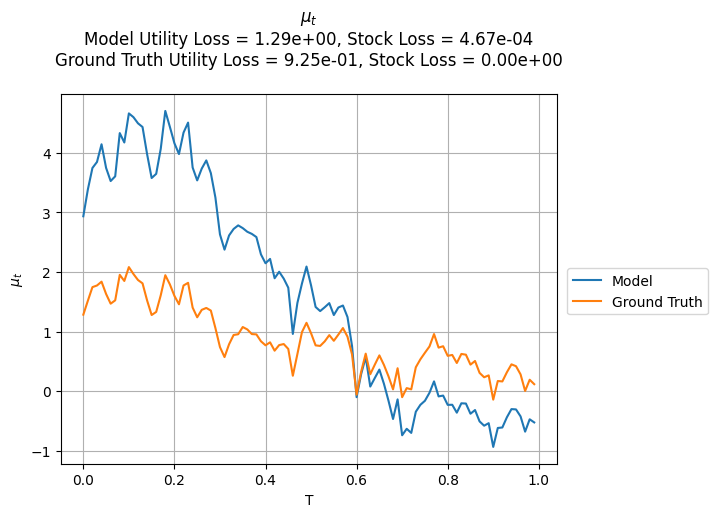 μt
Model Utility Loss = 1.29e+00, Stock Loss = 4.67e-04
Ground Truth Utility Loss = 9.25e-01, Stock Loss = 0.00e+00
4
3
2
1
0
−1
μt
0.0 0.2 0.4 0.6 0.8 1.0
T
Model
Ground Truth